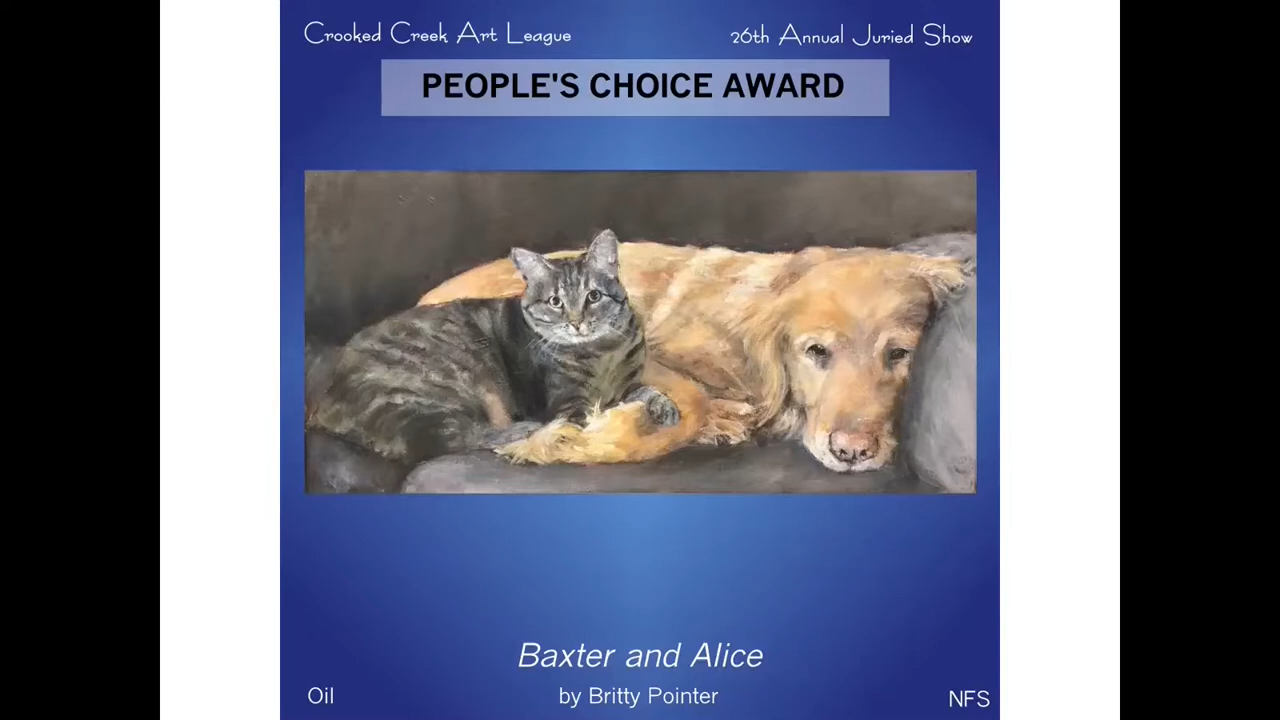 Crooked Creek Art League
26th Annual Juried Show
PEOPLE'S CHOICE AWARD
Baxter and Alice
Oil
by Britty Pointer
NFS